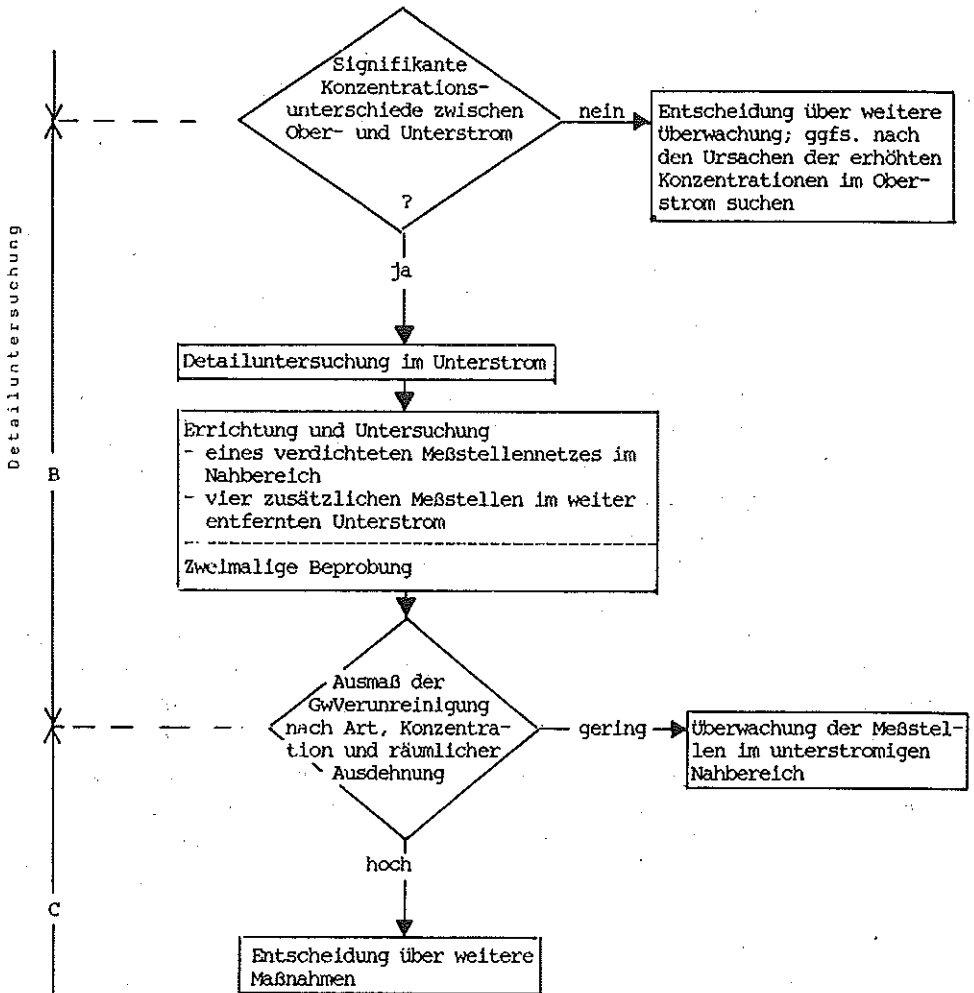 Signifikante
Konzentrations-
unterschiede zwischen
Ober- und Unterstrom
?
nein
Entscheidung über weitere
Überwachung; ggfs. nach
den Ursachen der erhöhten
Konzentrationen im Ober-
strom suchen
ja
Detailuntersuchung
B
Detailuntersuchung im Unterstrom
Errichtung und Untersuchung
- eines verdichteten Meßstellennetzes im
Nahbereich
- vier zusätzlichen Meßstellen im weiter
entfernten Unterstrom
Zweimalige Beprobung
Ausmaß der
GwVerunreinigung
nach Art, Konzentra-
tion und räumlicher
Ausdehnung
gering
Überwachung der Meßstel-
len im unterstromigen
Nahbereich
hoch
C
Entscheidung über weitere
Maßnahmen